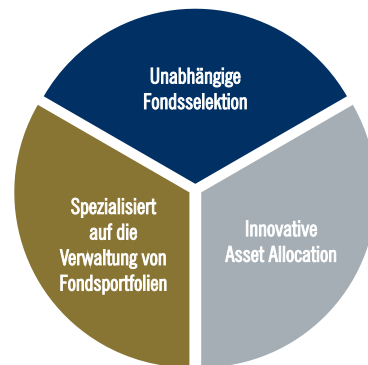 Unabhängige
Fondsselektion
Spezialisiert
auf die
Verwaltung von
Fondsportfolien
Innovative
Asset Allocation